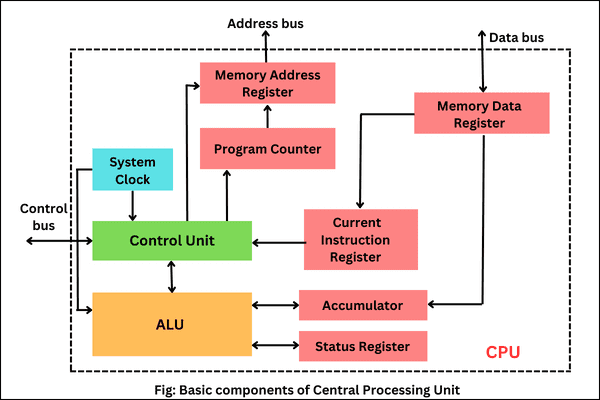 Address bus
Data bus
Memory Address
Register
Memory Data
Register
Program Counter
System
Clock
Control
bus
Control Unit
Current
Instruction
Register
ALU
Accumulator
Status Register
CPU
Fig: Basic components of Central Processing Unit